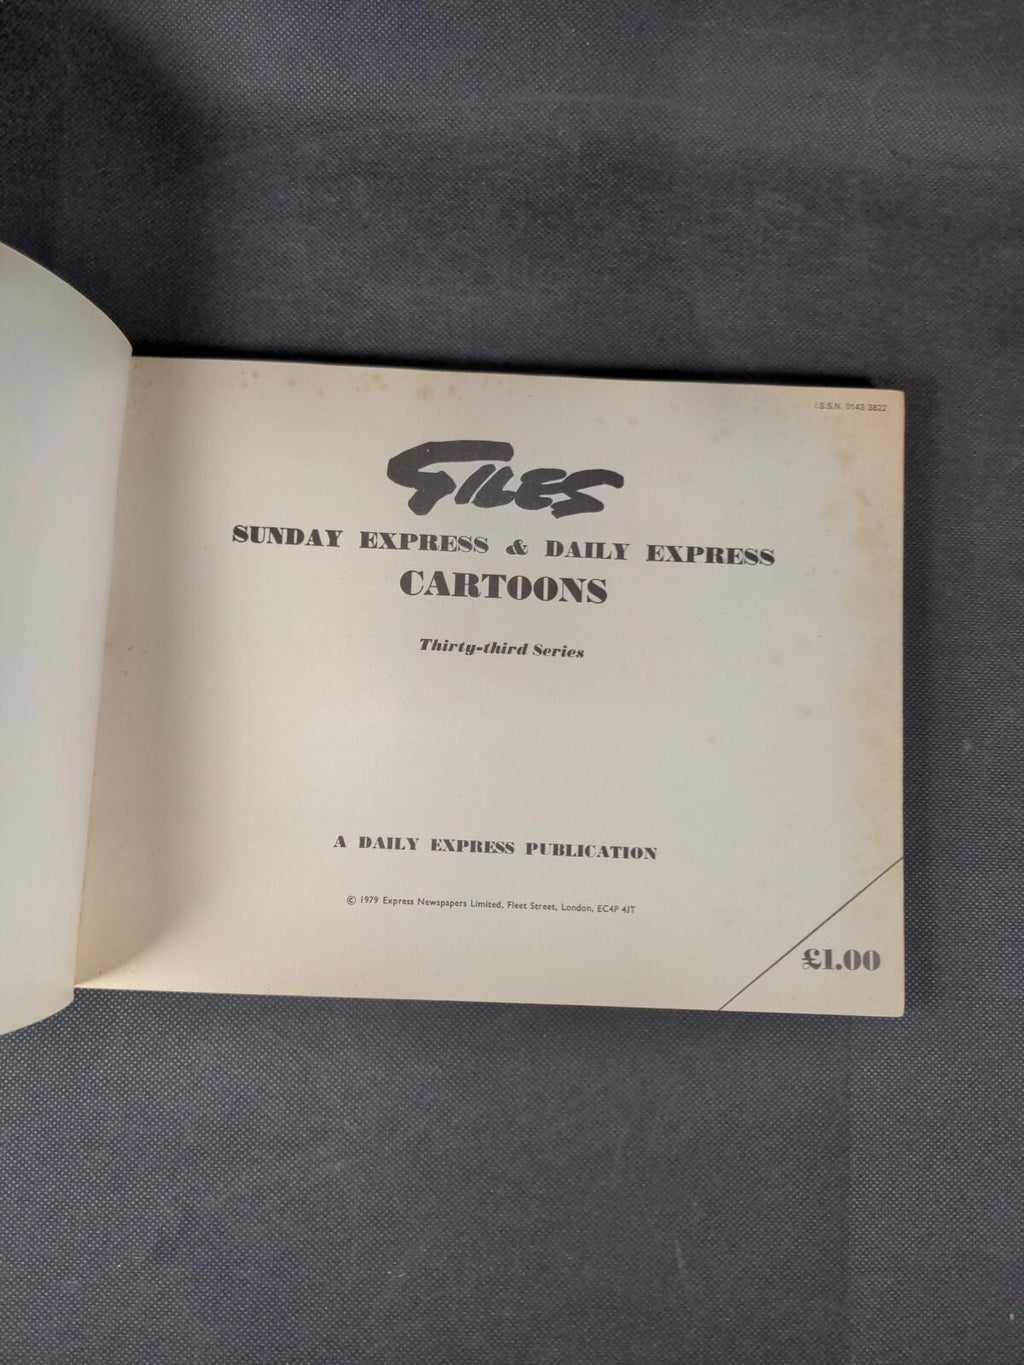 I.S.S.N. 0143 3822
GILES
SUNDAY EXPRESS & DAILY EXPRESS
CARTOONS
Thirty-third Series
A DAILY EXPRESS PUBLICATION
© 1979 Express Newspapers Limited, Fleet Street, London, EC4P 4JT
£1.00